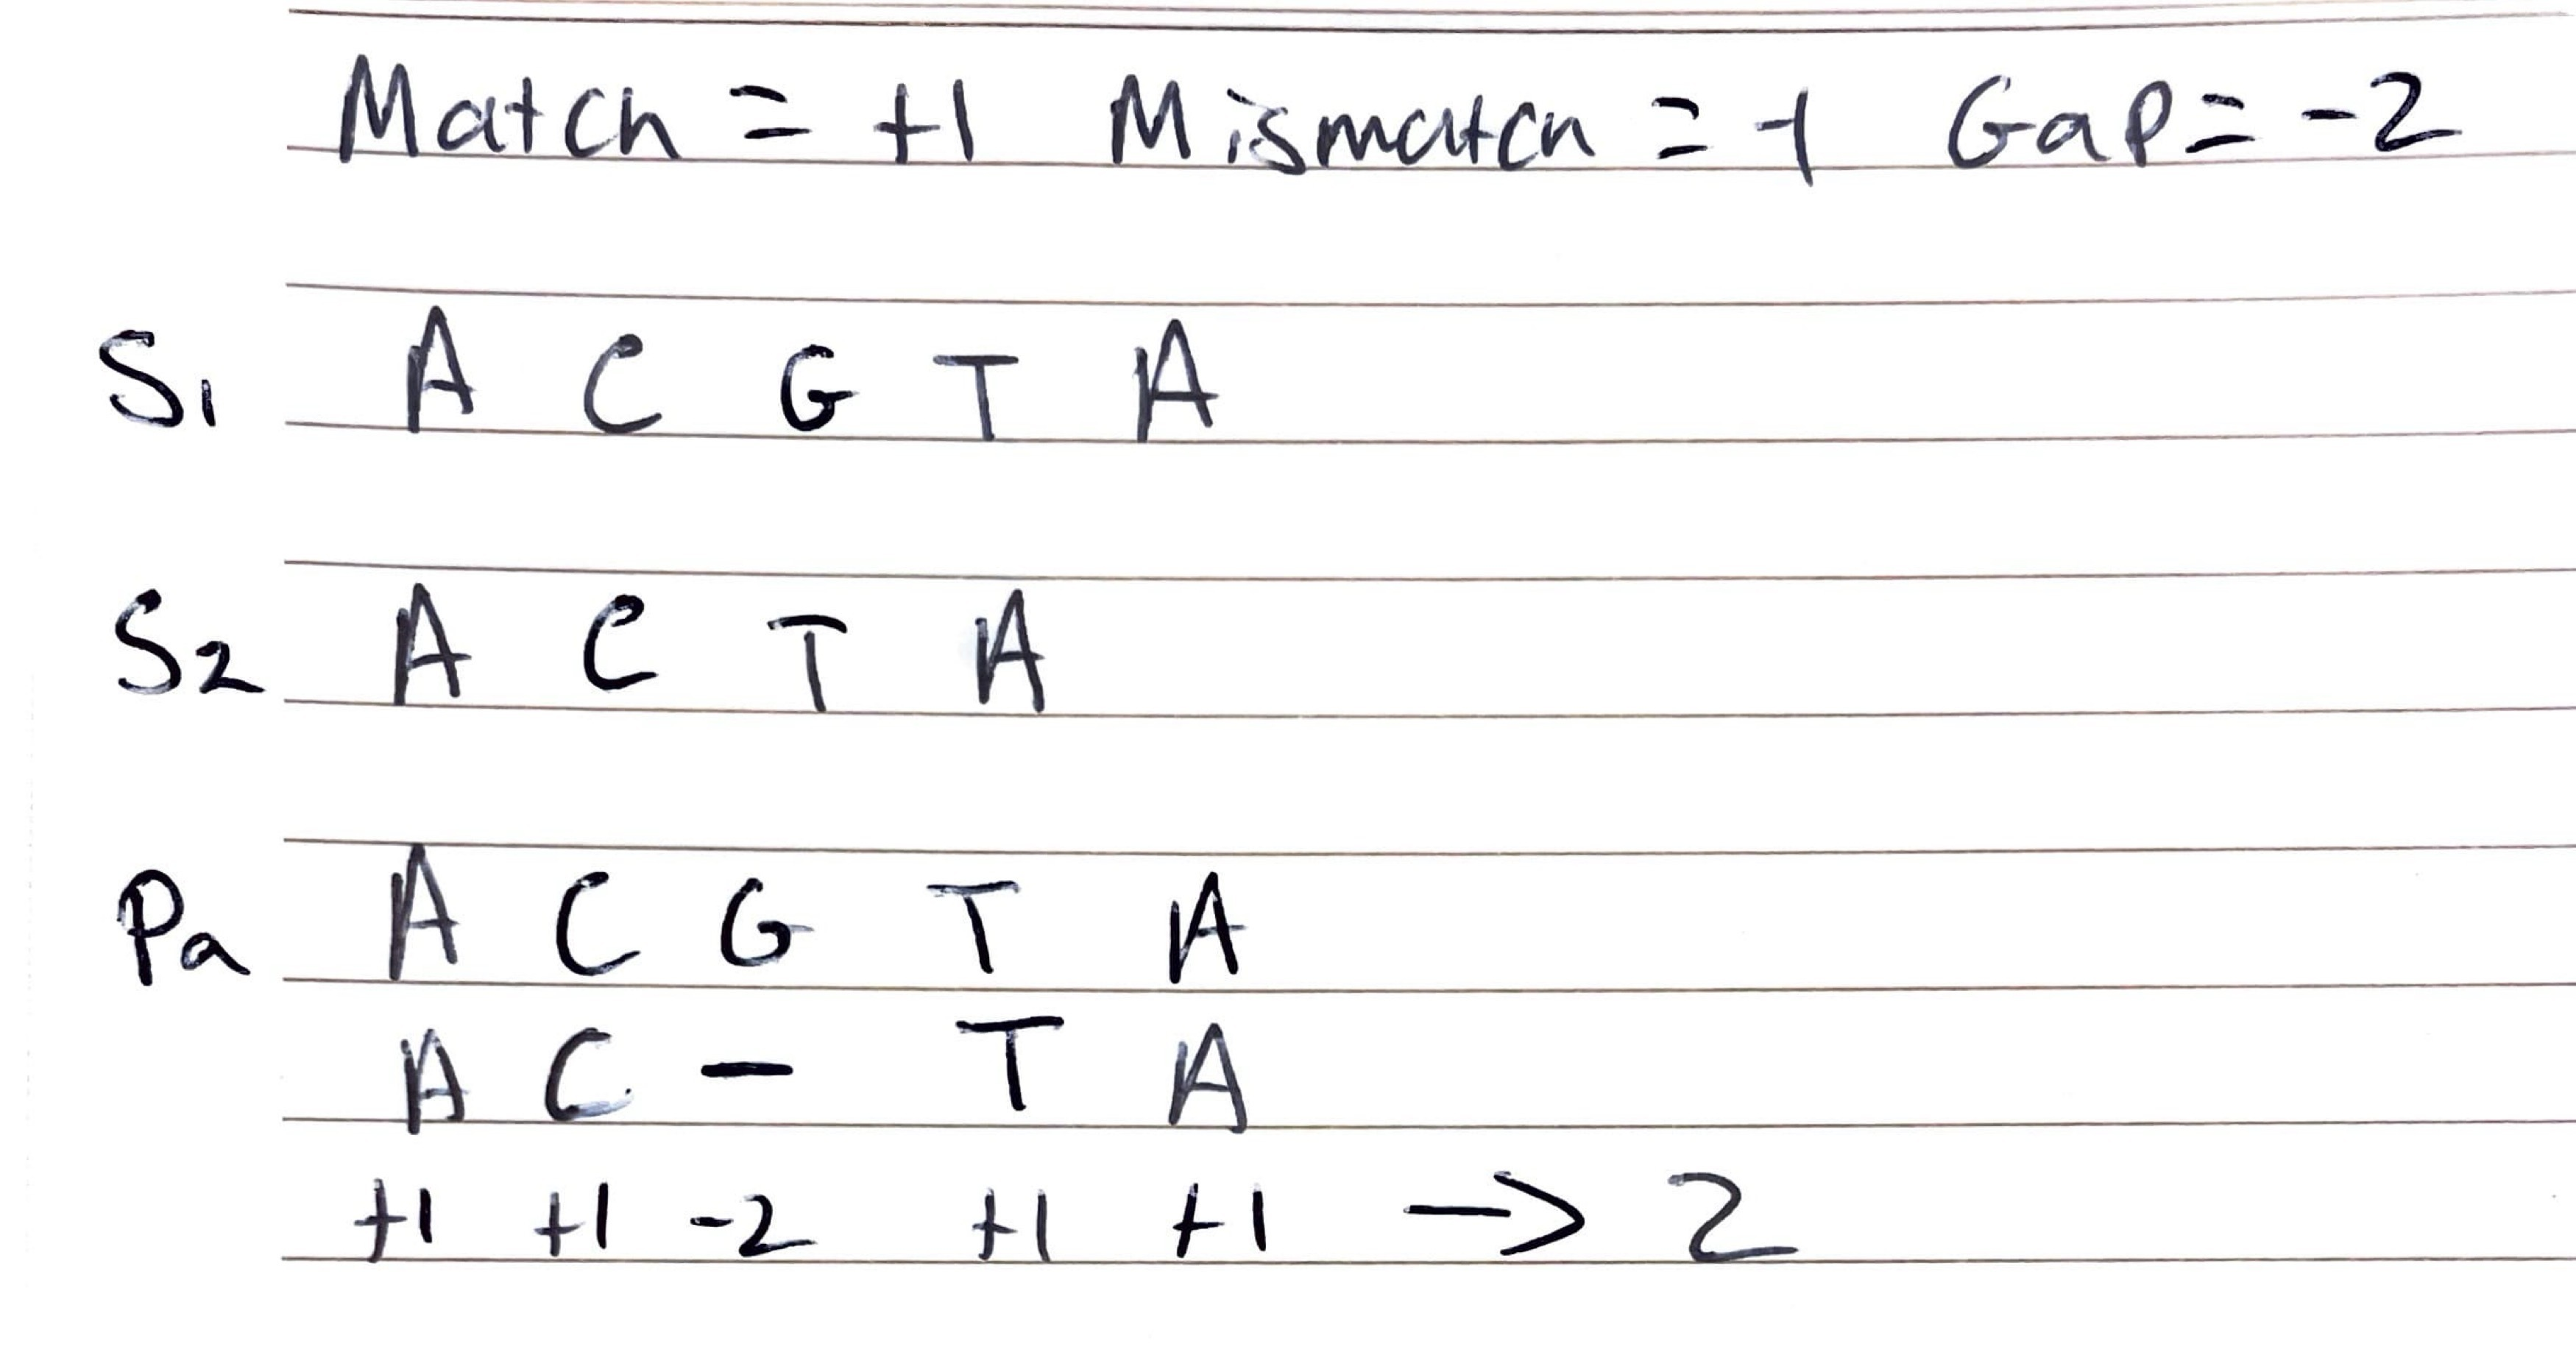 Match = +1 Mismatch = -1 Gap = -2
S1 A C G T A
S2 A C T A
Pa A C G T A
A C - T A
+1 +1 -2 +1 +1 -> 2